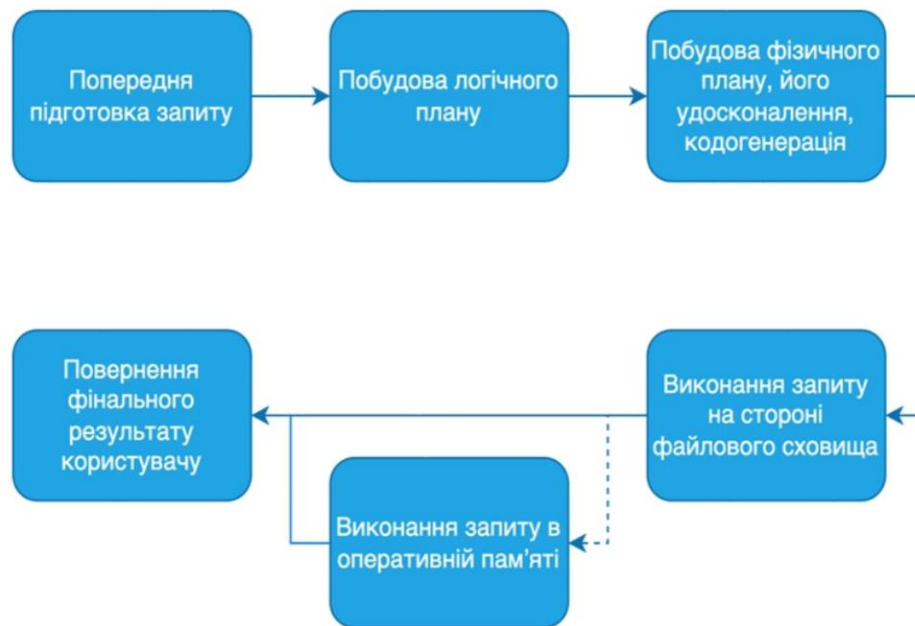 Попередня
підготовка запиту
Побудова логічного
плану
Побудова фізичного
плану, його
удосконалення,
кодогенерація
Повернення
фінального
результату
користувачу
Виконання запиту
на стороні
файлового сховища
Виконання запиту в
оперативній пам’яті